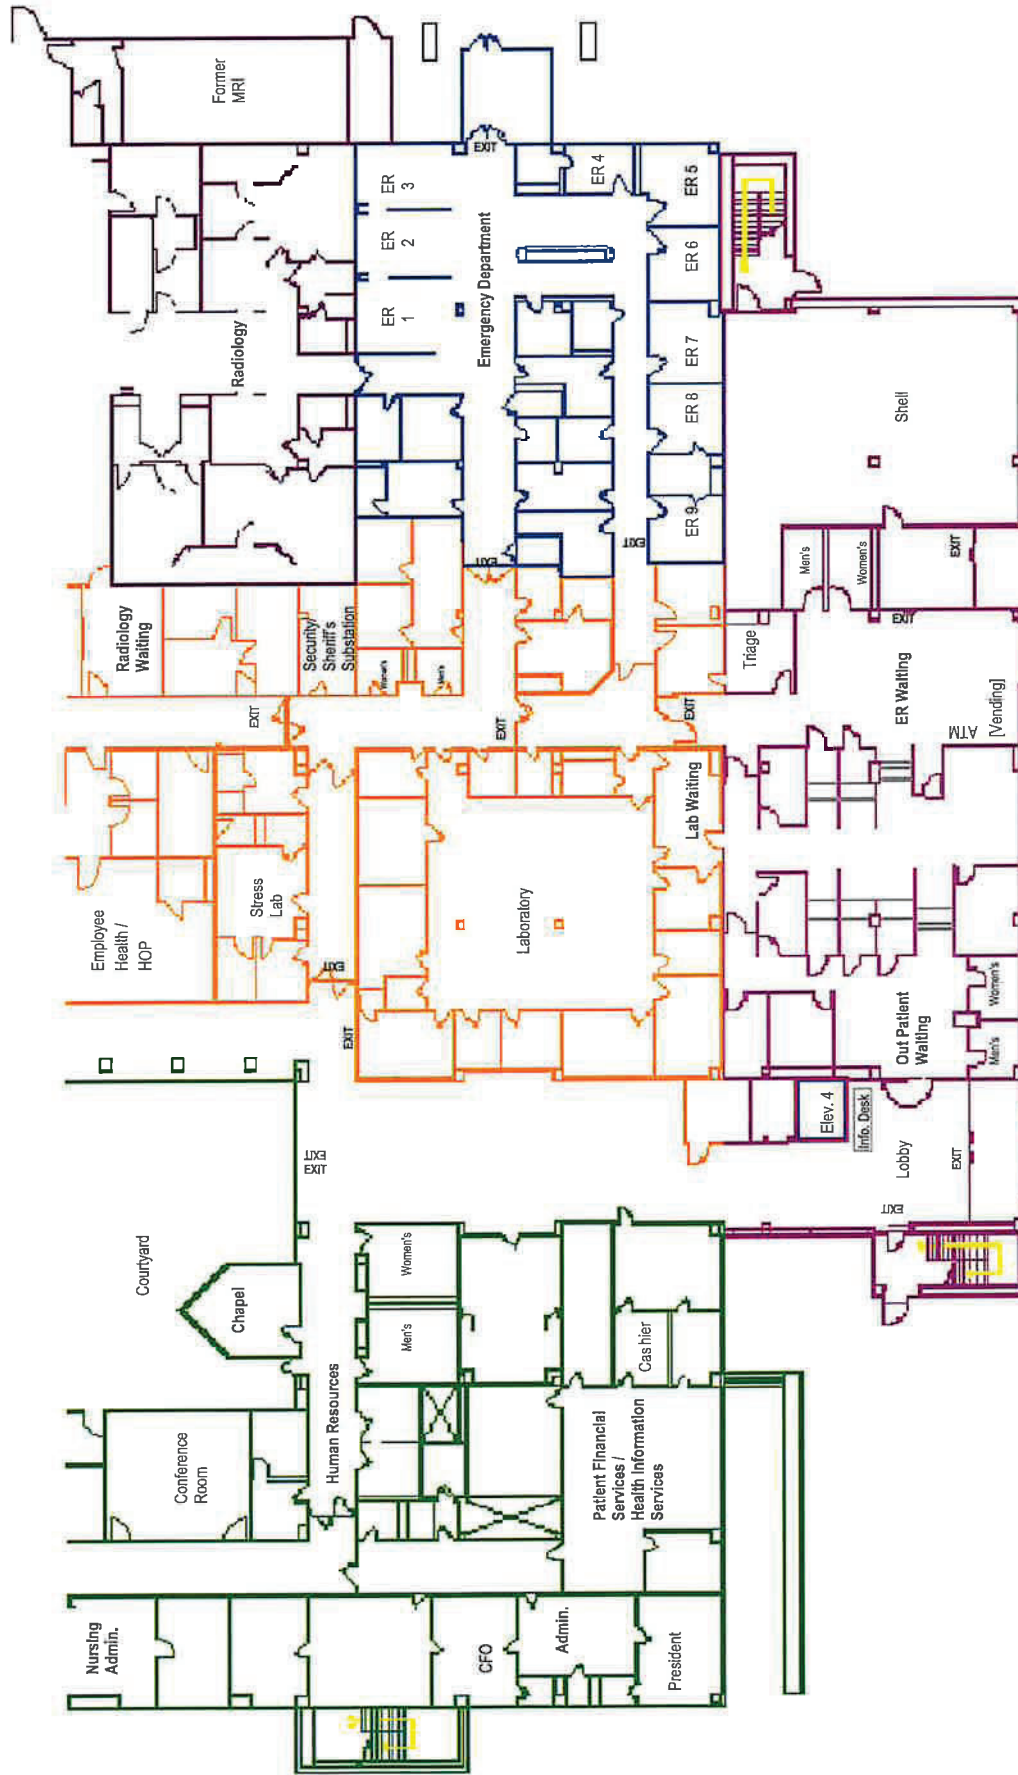 Former
MRI
EXIT
ER
3
ER
2
ER
1
ER 4
ER 5
ER 6
ER 7
ER 8
ER 9
EXIT
EXIT
Emergency Department
Radiology
Shell
Men's
Women's
EXIT
EXIT
Radiology
Waiting
Security/
Sheriff's
Substation
Women's
Men's
Triage
ER Waiting
ATM
[Vending]
EXIT
EXIT
EXIT
Employee
Health /
HOP
Stress
Lab
EXIT
EXIT
Laboratory
Lab Waiting
Out Patient
Waiting
Women's
Men's
Elev. 4
Info. Desk
Lobby
EXIT
EXIT
EXIT
EXIT
Courtyard
Chapel
Women's
Men's
Cashier
Human Resources
Conference
Room
Patient Financial
Services /
Health Information
Services
Nursing
Admin.
CFO
Admin.
President